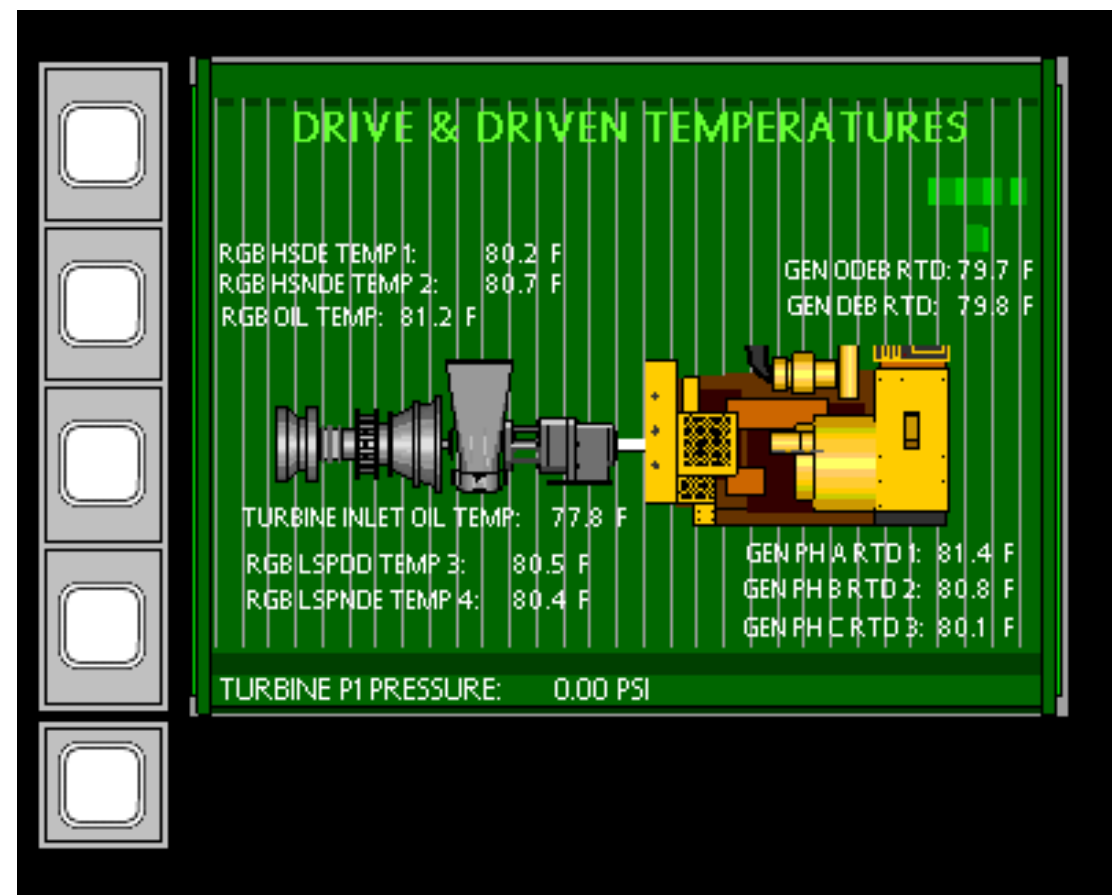 DRIVE & DRIVEN TEMPERATURES
RGB HSDE TEMP 1: 80.2 F
RGB HSNDE TEMP 2: 80.7 F
RGB OIL TEMP: 81.2 F
GEN ODEB RTD: 79.7 F
GEN DEB RTD: 79.8 F
TURBINE INLET OIL TEMP: 77.8 F
RGB LSPDD TEMP 3: 80.5 F
RGB LSPNDE TEMP 4: 80.4 F
GEN PH A RTD 1: 81.4 F
GEN PH B RTD 2: 80.8 F
GEN PH C RTD 3: 80.1 F
TURBINE P1 PRESSURE: 0.00 PSI